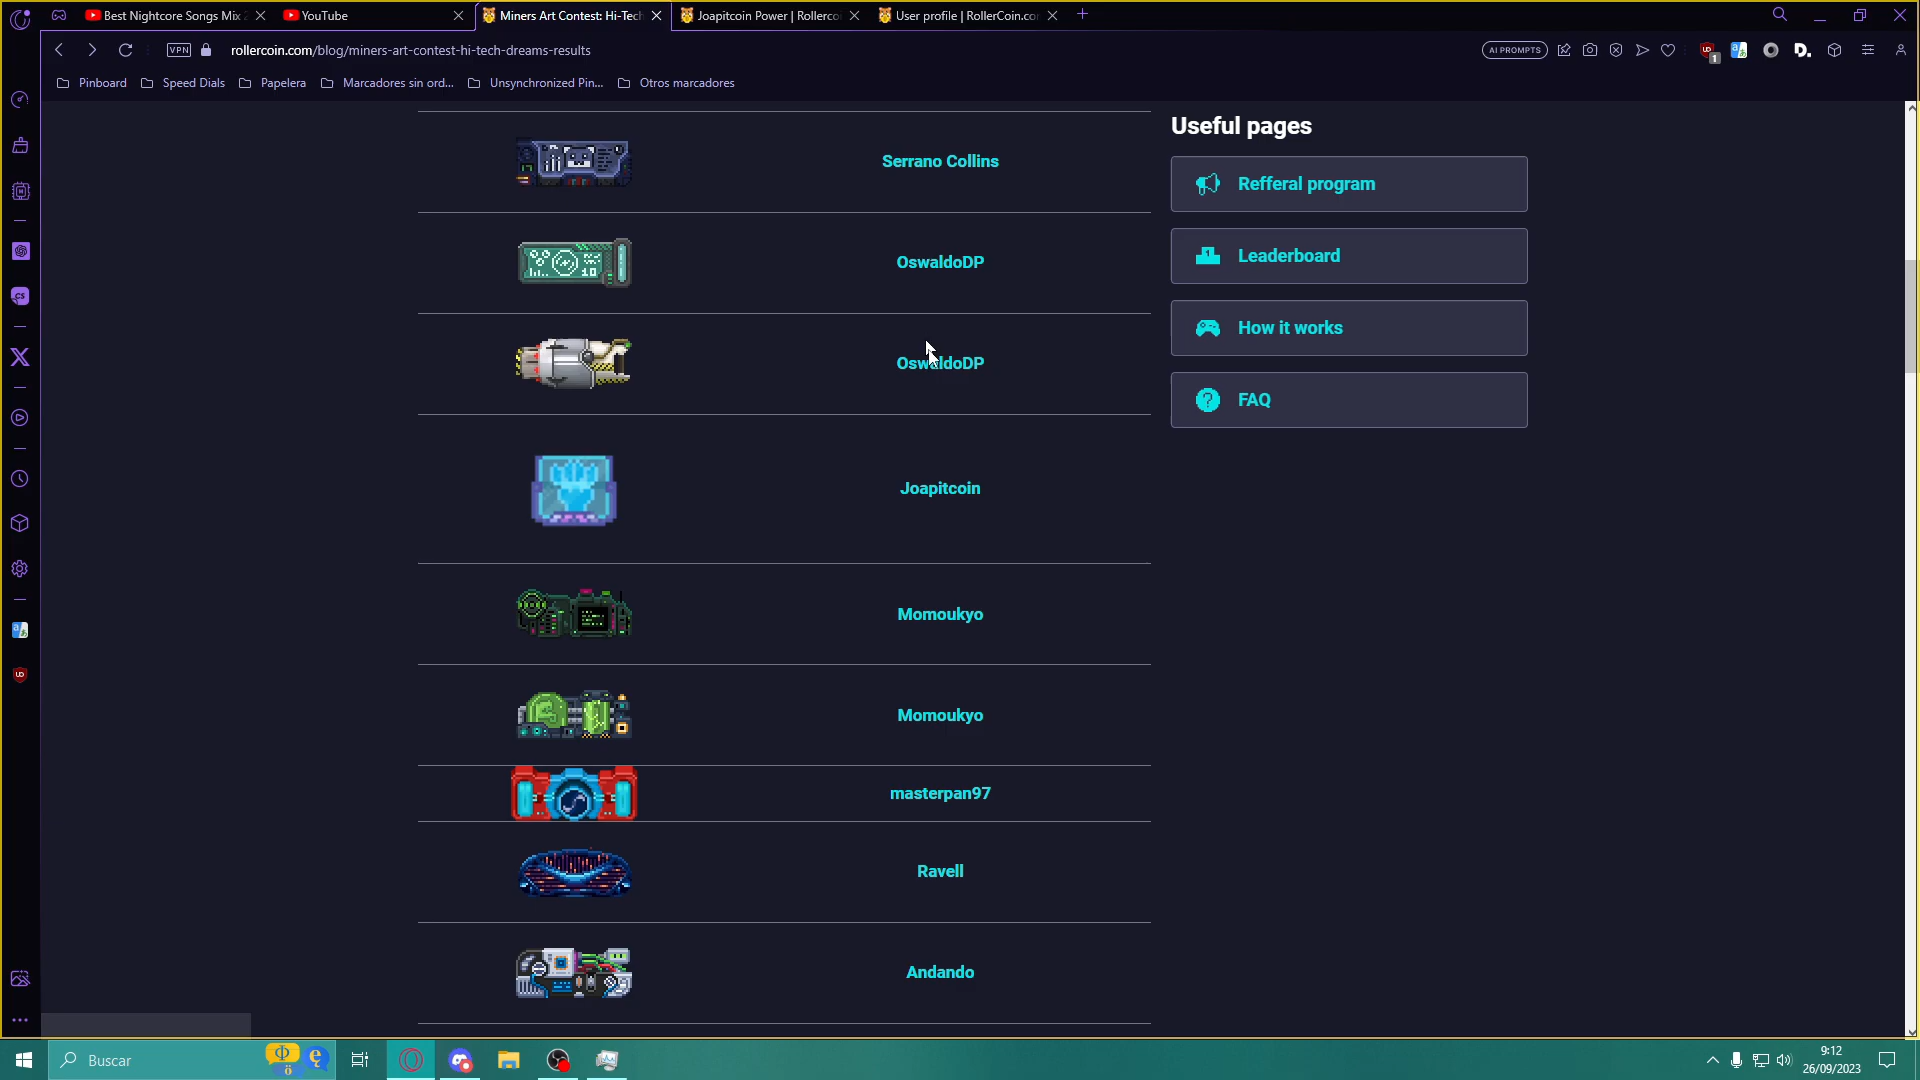 Best Nightcore Songs Mix 2
YouTube
Miners Art Contest: Hi-Tech
Joapitcoin Power | Rollerco
User profile | RollerCoin.co
VPN
rollercoin.com/blog/miners-art-contest-hi-tech-dreams-results
AI PROMPTS
1
Pinboard
Speed Dials
Papelera
Marcadores sin ord...
Unsynchronized Pin...
Otros marcadores
Serrano Collins
OswaldoDP
OswaldoDP
Joapitcoin
Momoukyo
Momoukyo
masterpan97
Ravell
Andando
Useful pages
Refferal program
Leaderboard
How it works
FAQ
Buscar
9:12
26/09/2023